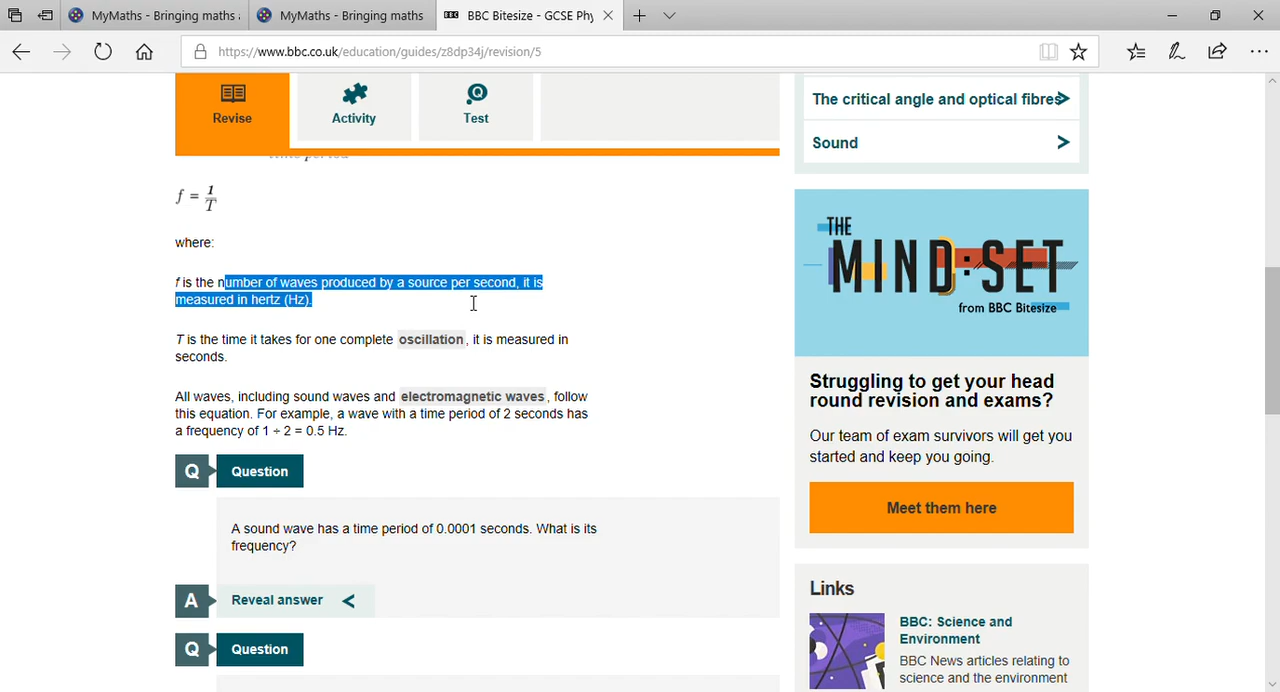 MyMaths - Bringing maths
MyMaths - Bringing maths
BBC Bitesize - GCSE Phy
https://www.bbc.co.uk/education/guides/z8dp34j/revision/5
Revise
Activity
Test
f = 1/T
where:
f is the number of waves produced by a source per second, it is
measured in hertz (Hz).
T is the time it takes for one complete oscillation, it is measured in
seconds.
All waves, including sound waves and electromagnetic waves, follow
this equation. For example, a wave with a time period of 2 seconds has
a frequency of 1 ÷ 2 = 0.5 Hz.
Q Question
A sound wave has a time period of 0.0001 seconds. What is its
frequency?
A Reveal answer
Q Question
The critical angle and optical fibres
Sound
THE
MIND:SET
from BBC Bitesize
Struggling to get your head
round revision and exams?
Our team of exam survivors will get you
started and keep you going.
Meet them here
Links
BBC: Science and
Environment
BBC News articles relating to
science and the environment